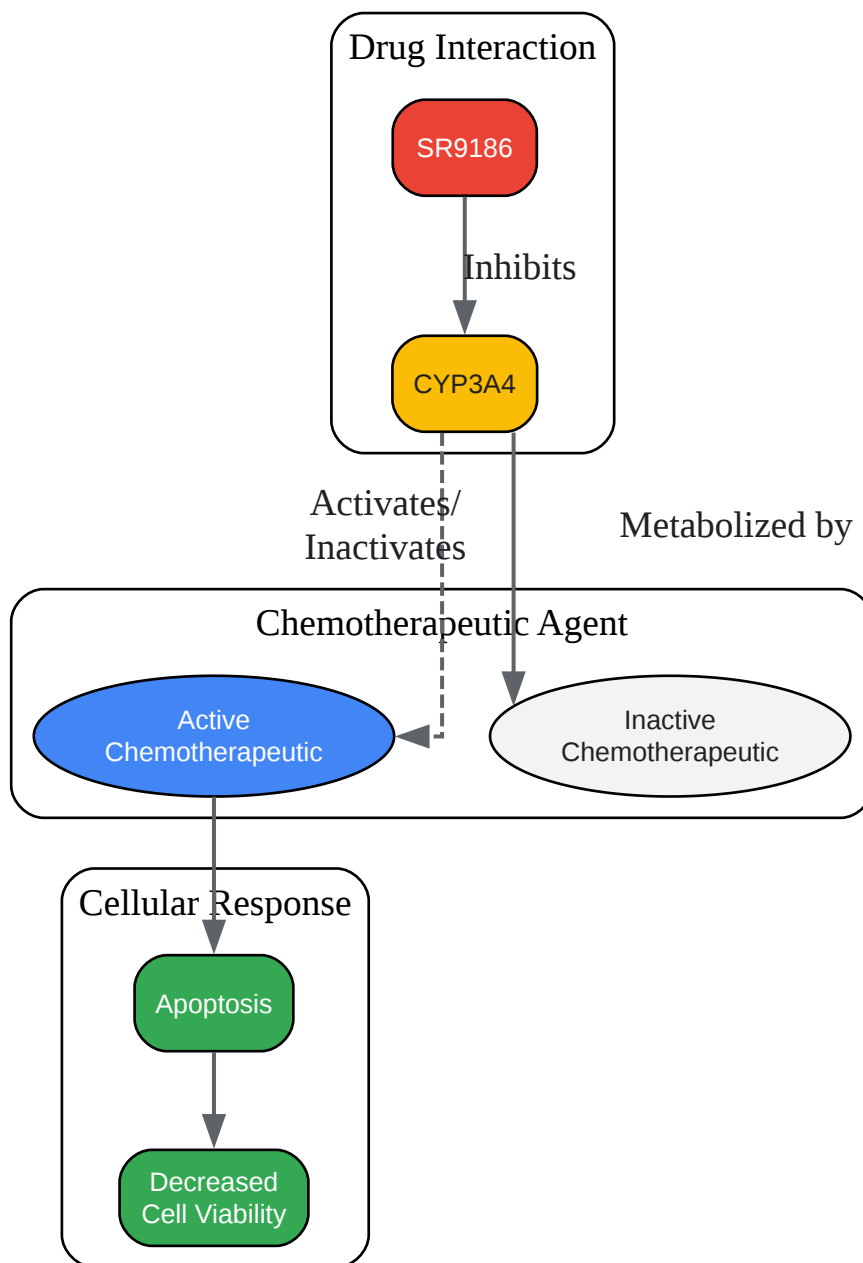 Drug Interaction
SR9186
Inhibits
CYP3A4
Activates/
Inactivates
Metabolized by
Chemotherapeutic Agent
Active
Chemotherapeutic
Inactive
Chemotherapeutic
Cellular Response
Apoptosis
Decreased
Cell Viability